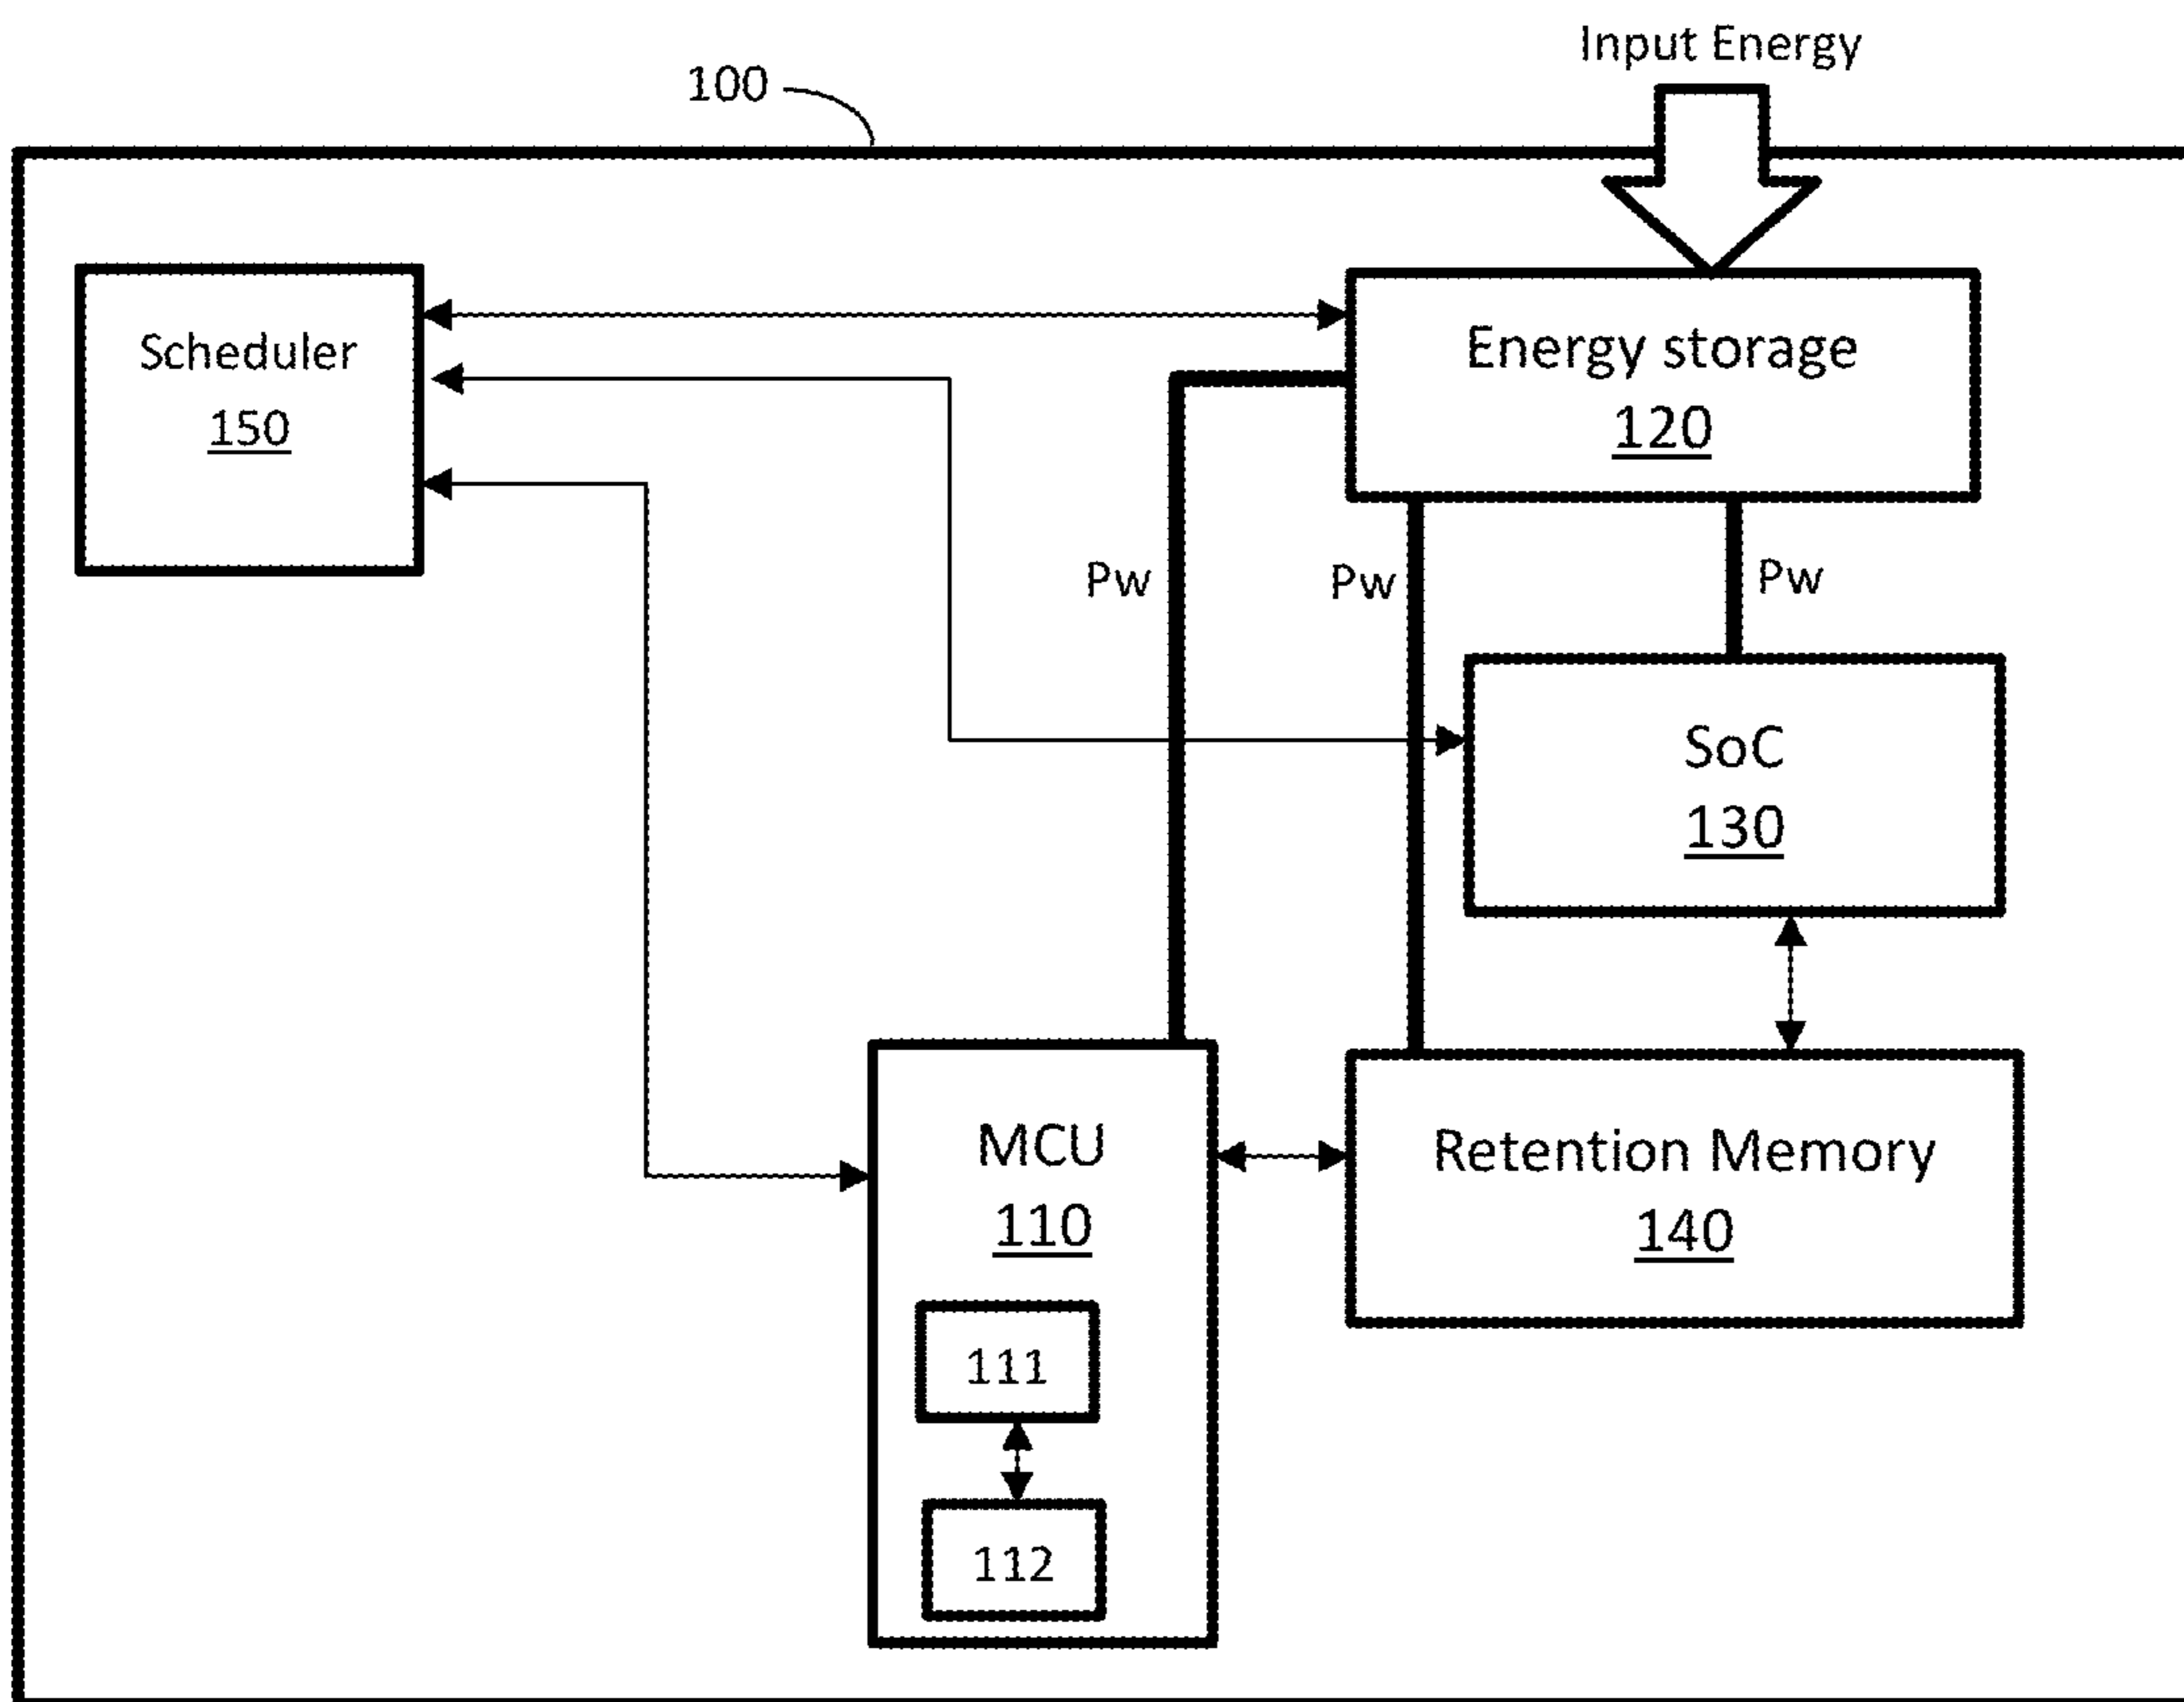 Input Energy
100
Scheduler
150
Energy storage
120
Pw
Pw
Pw
SoC
130
MCU
110
Retention Memory
140
111
112